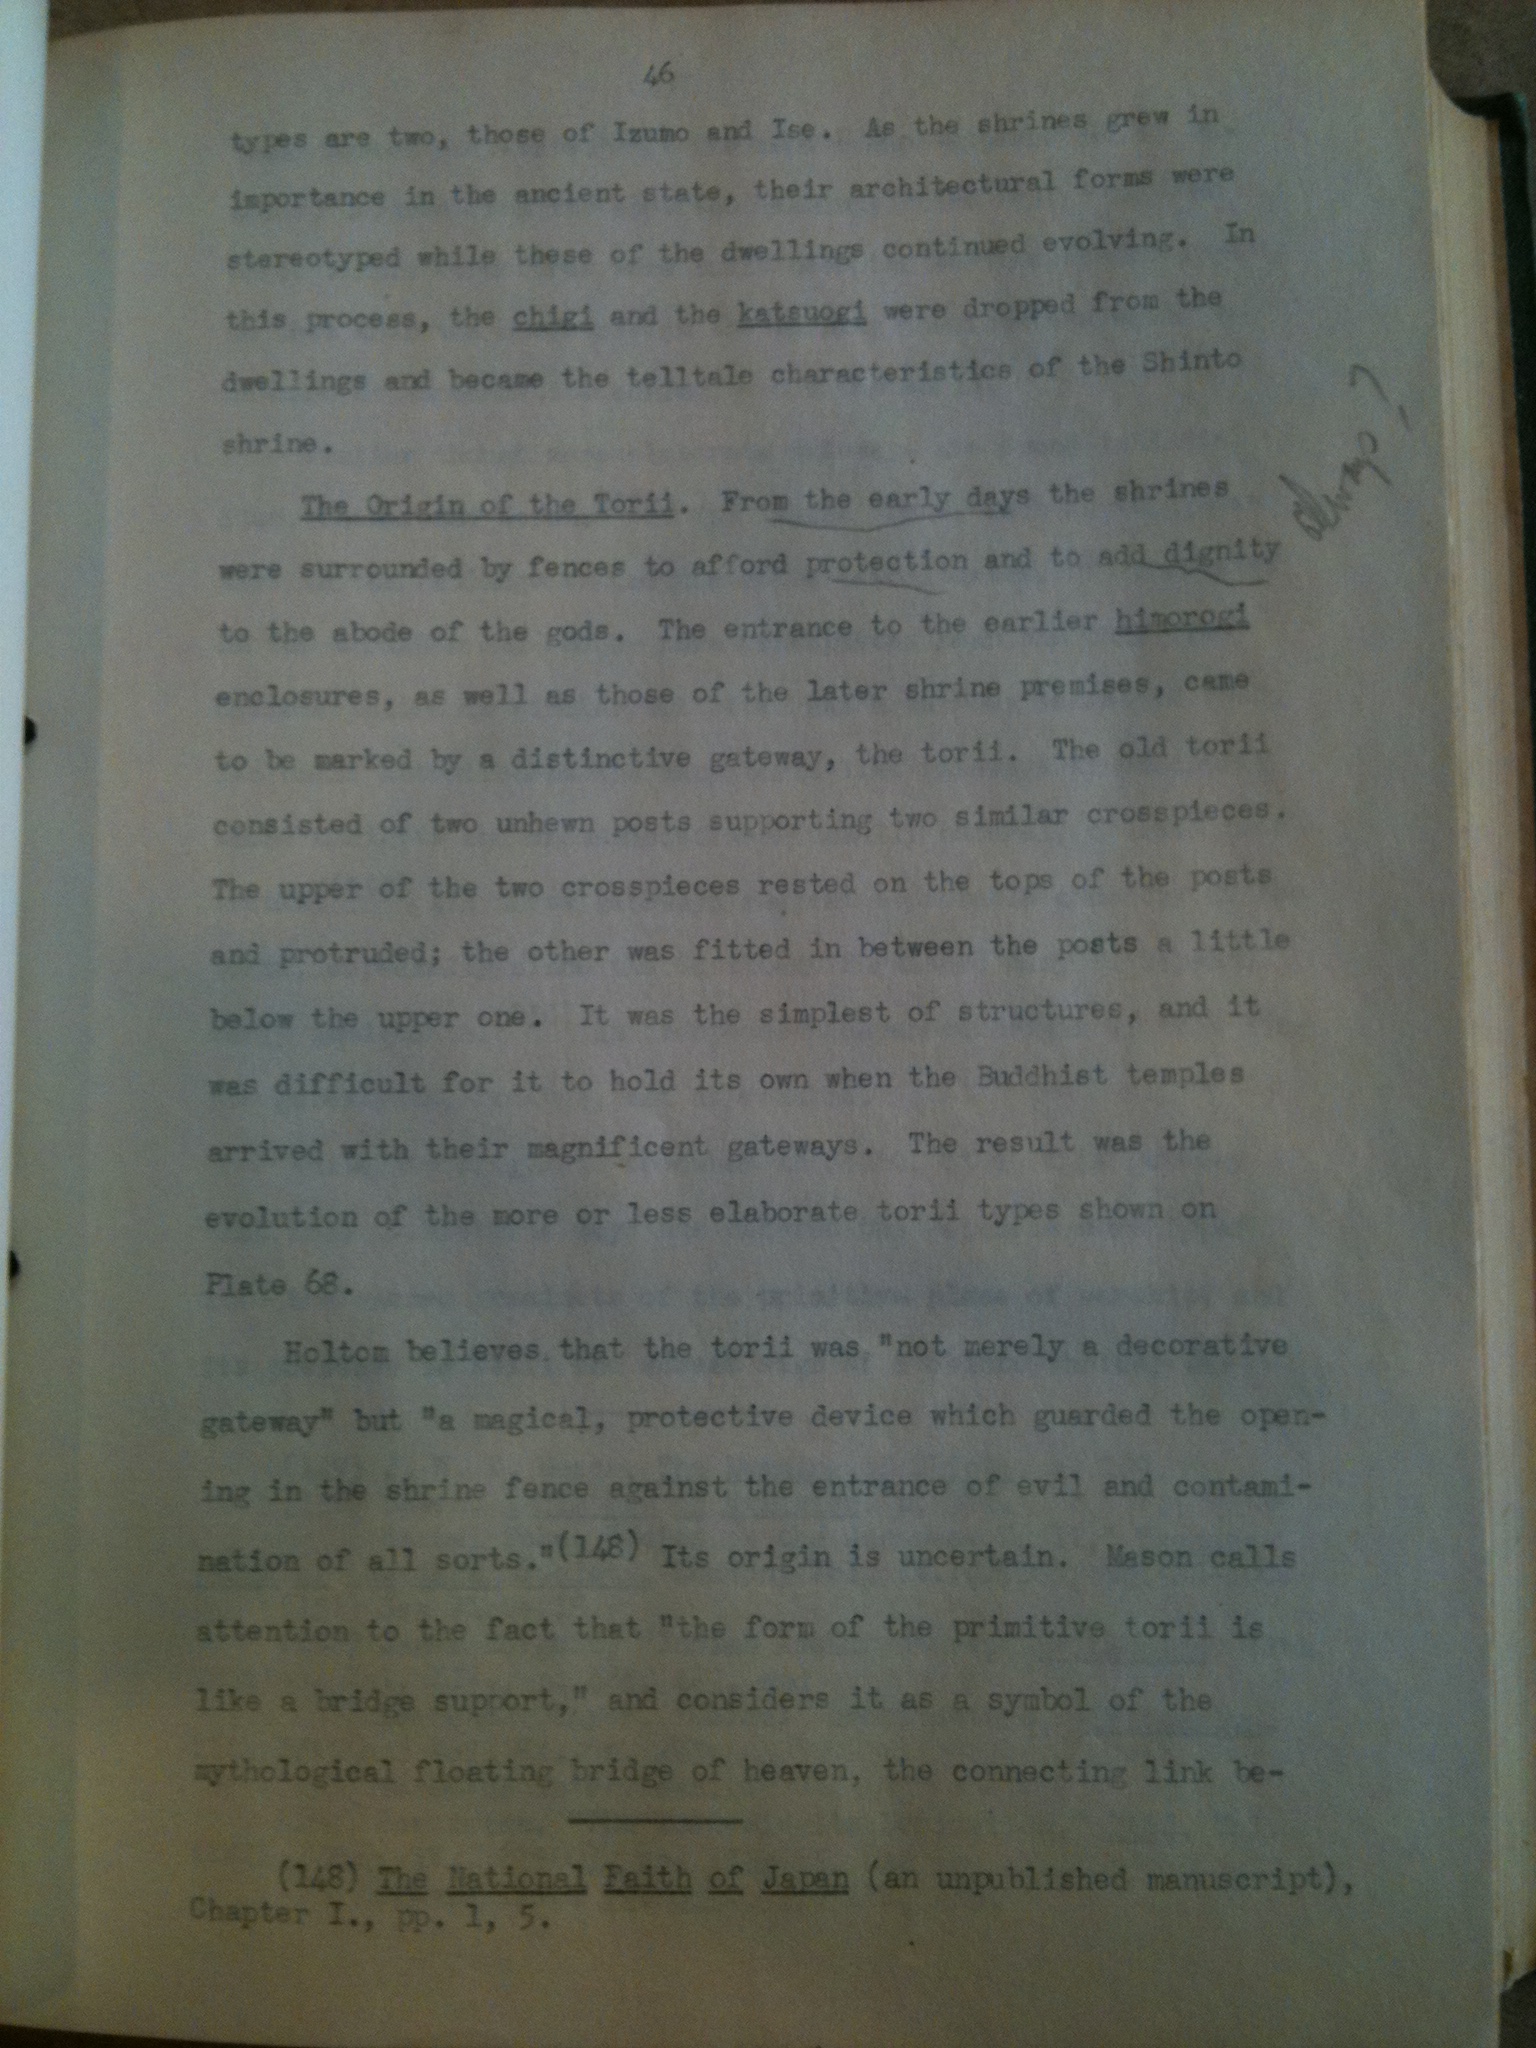 46
types are two, those of Izumo and Ise. As the shrines grew in
importance in the ancient state, their architectural forms were
stereotyped while these of the dwellings continued evolving. In
this process, the chigi and the katsuogi were dropped from the
dwellings and became the telltale characteristics of the Shinto
shrine.
The Origin of the Torii. From the early days the shrines
were surrounded by fences to afford protection and to add dignity
always - ?
to the abode of the gods. The entrance to the earlier himorogi
enclosures, as well as those of the later shrine premises, came
to be marked by a distinctive gateway, the torii. The old torii
consisted of two unhewn posts supporting two similar crosspieces.
The upper of the two crosspieces rested on the tops of the posts
and protruded; the other was fitted in between the posts a little
below the upper one. It was the simplest of structures, and it
was difficult for it to hold its own when the Buddhist temples
arrived with their magnificent gateways. The result was the
evolution of the more or less elaborate torii types shown on
Plate 68.
Holtom believes that the torii was "not merely a decorative
gateway" but "a magical, protective device which guarded the open-
ing in the shrine fence against the entrance of evil and contami-
nation of all sorts."(148) Its origin is uncertain. Mason calls
attention to the fact that "the form of the primitive torii is
like a bridge support," and considers it as a symbol of the
mythological floating bridge of heaven, the connecting link be-
(148) The National Faith of Japan (an unpublished manuscript),
Chapter I., pp. 1, 5.